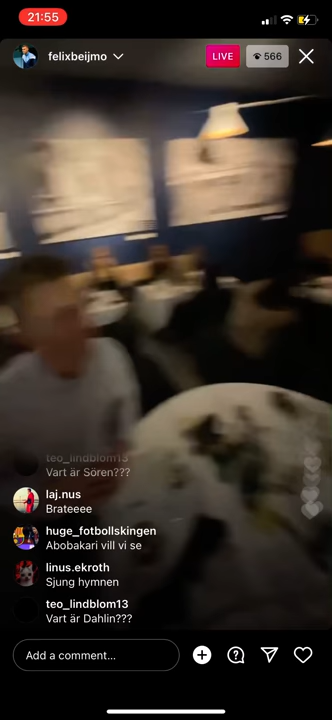 21:55
felixbeijmo
LIVE
566
teo_lindblom13
Vart är Sören???
laj.nus
Brateeee
huge_fotbollskingen
Abobakari vill vi se
linus.ekroth
Sjung hymnen
teo_lindblom13
Vart är Dahlin???
Add a comment...